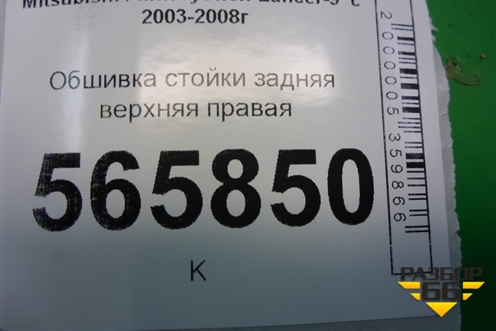 2003-2008г
Обшивка стойки задняя
верхняя правая
565850
К
2000005359866
РАЗБОР
66